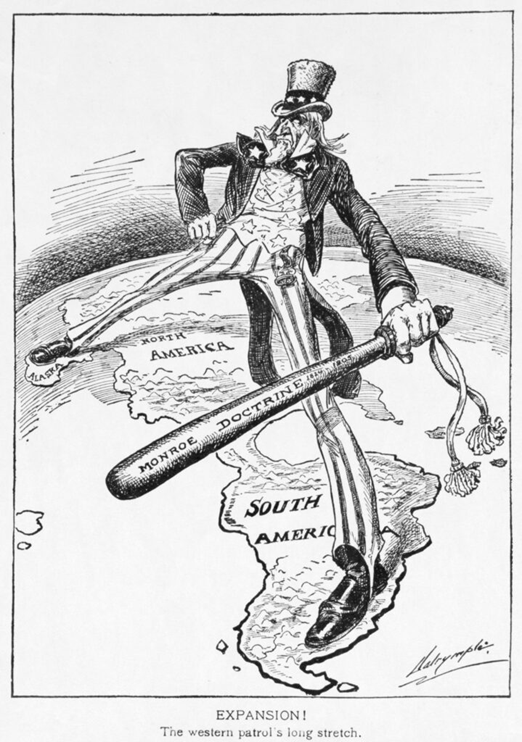 NORTH
AMERICA
ALASKA
MONROE DOCTRINE
SOUTH
AMERICA
Dalrymple.
EXPANSION!
The western patrol's long stretch.